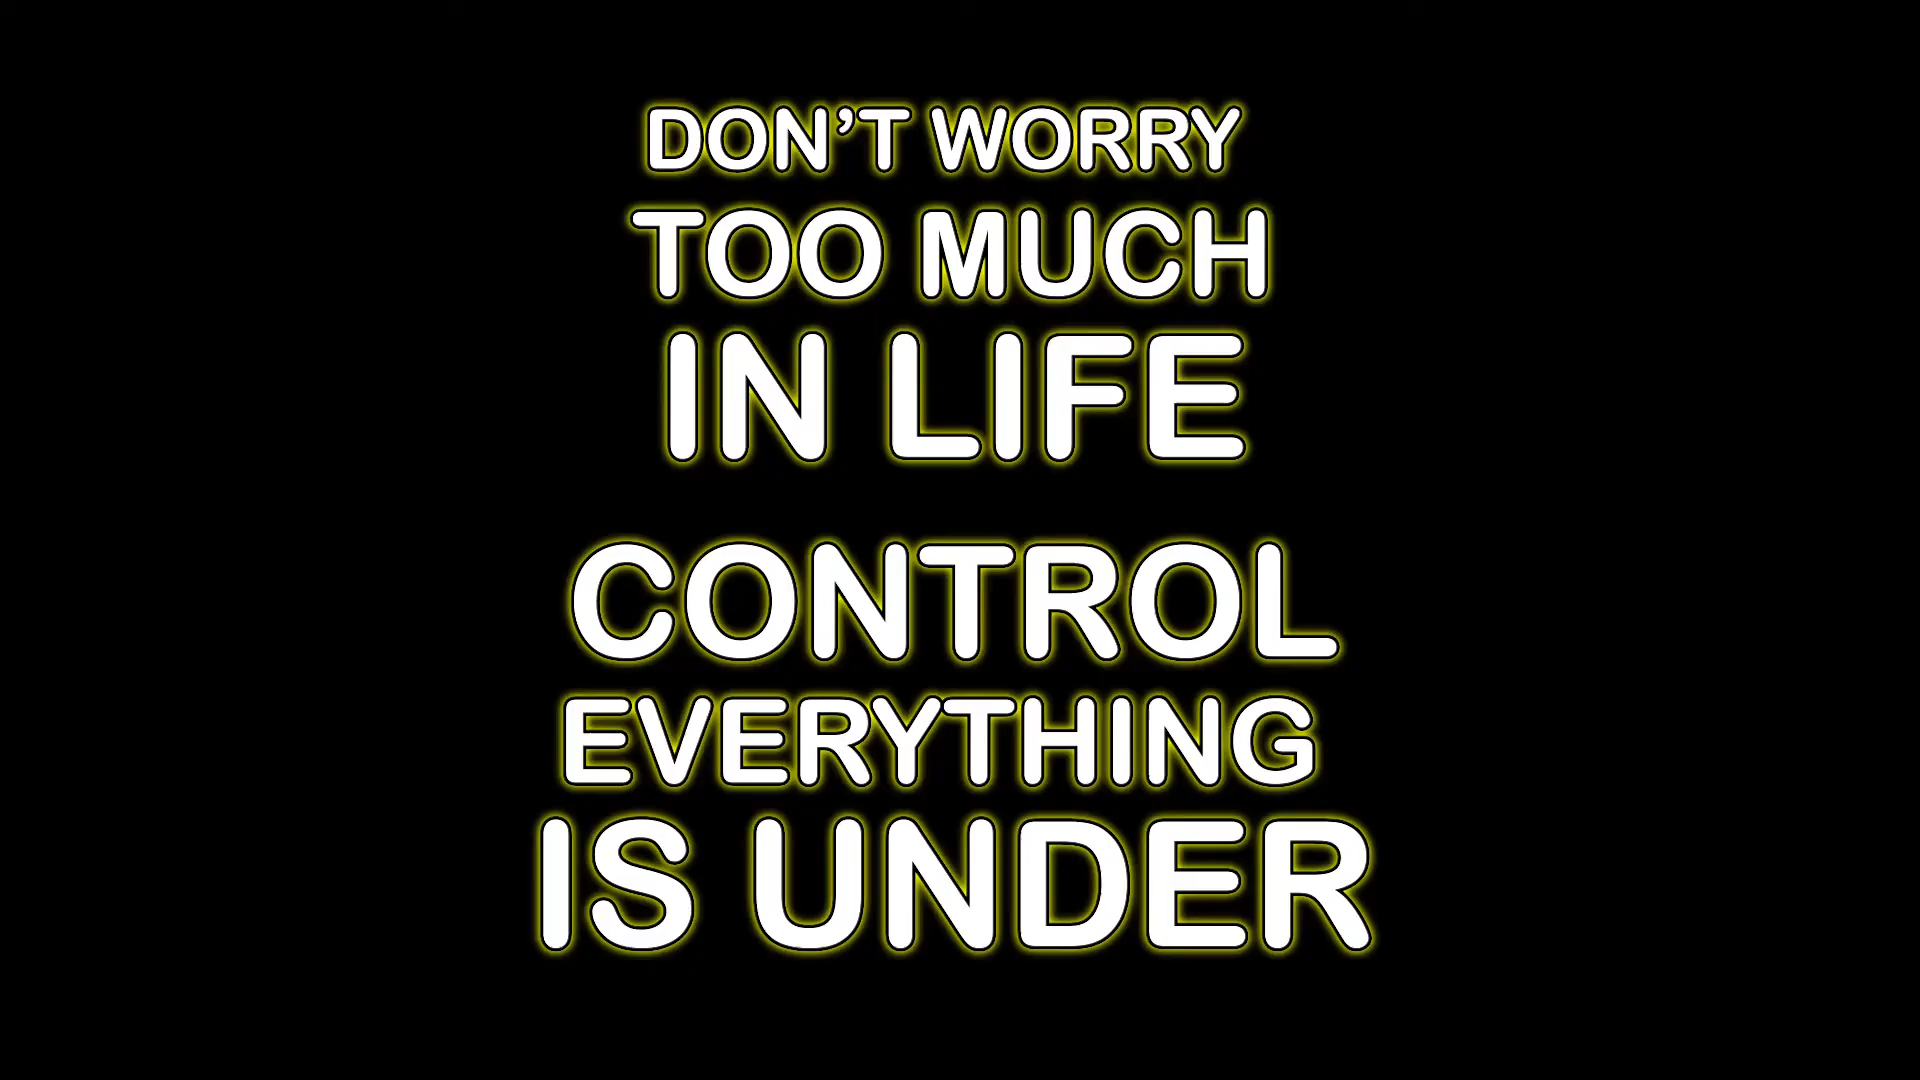 DON’T WORRY
TOO MUCH
IN LIFE
CONTROL
EVERYTHING
IS UNDER